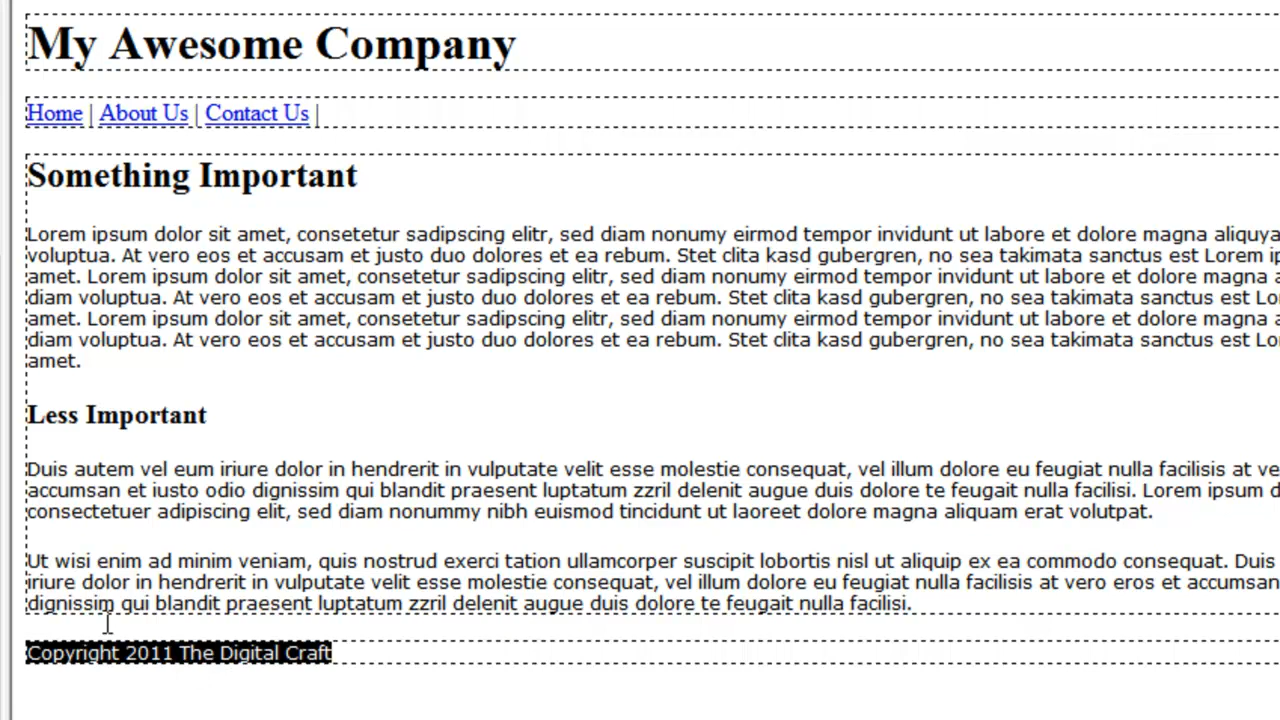 My Awesome Company
Home | About Us | Contact Us |
Something Important
Lorem ipsum dolor sit amet, consetetur sadipscing elitr, sed diam nonumy eirmod tempor invidunt ut labore et dolore magna aliquya
voluptua. At vero eos et accusam et justo duo dolores et ea rebum. Stet clita kasd gubergren, no sea takimata sanctus est Lorem ip
amet. Lorem ipsum dolor sit amet, consetetur sadipscing elitr, sed diam nonumy eirmod tempor invidunt ut labore et dolore magna a
diam voluptua. At vero eos et accusam et justo duo dolores et ea rebum. Stet clita kasd gubergren, no sea takimata sanctus est Lo
amet. Lorem ipsum dolor sit amet, consetetur sadipscing elitr, sed diam nonumy eirmod tempor invidunt ut labore et dolore magna a
diam voluptua. At vero eos et accusam et justo duo dolores et ea rebum. Stet clita kasd gubergren, no sea takimata sanctus est Lo
amet.
Less Important
Duis autem vel eum iriure dolor in hendrerit in vulputate velit esse molestie consequat, vel illum dolore eu feugiat nulla facilisis at ve
accumsan et iusto odio dignissim qui blandit praesent luptatum zzril delenit augue duis dolore te feugait nulla facilisi. Lorem ipsum d
consectetuer adipiscing elit, sed diam nonummy nibh euismod tincidunt ut laoreet dolore magna aliquam erat volutpat.
Ut wisi enim ad minim veniam, quis nostrud exerci tation ullamcorper suscipit lobortis nisl ut aliquip ex ea commodo consequat. Duis
iriure dolor in hendrerit in vulputate velit esse molestie consequat, vel illum dolore eu feugiat nulla facilisis at vero eros et accumsan
dignissim qui blandit praesent luptatum zzril delenit augue duis dolore te feugait nulla facilisi.
Copyright 2011 The Digital Craft